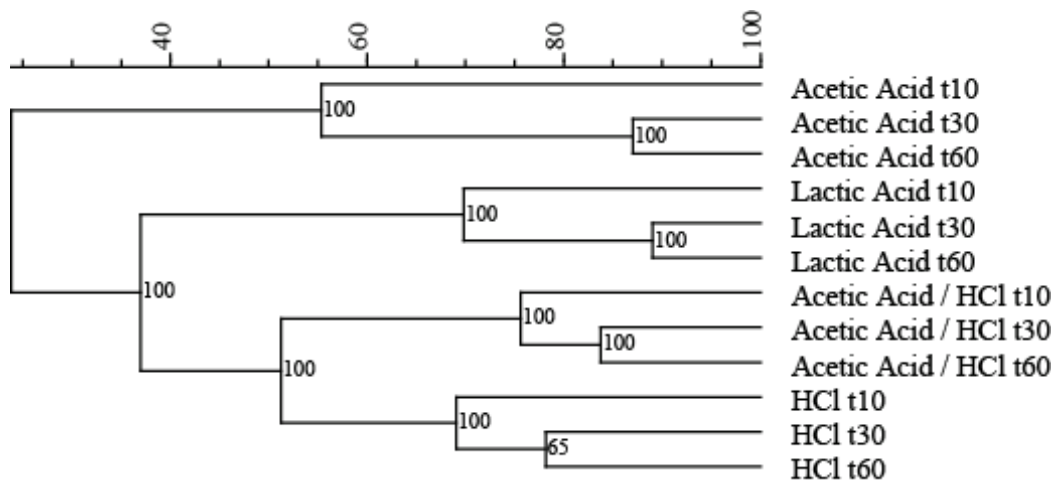 40 60 80 100
Acetic Acid t10
100
Acetic Acid t30
100
Acetic Acid t60
Lactic Acid t10
100
Lactic Acid t30
100
Lactic Acid t60
100
Acetic Acid / HCl t10
100
Acetic Acid / HCl t30
100
Acetic Acid / HCl t60
100
HCl t10
100
HCl t30
65
HCl t60